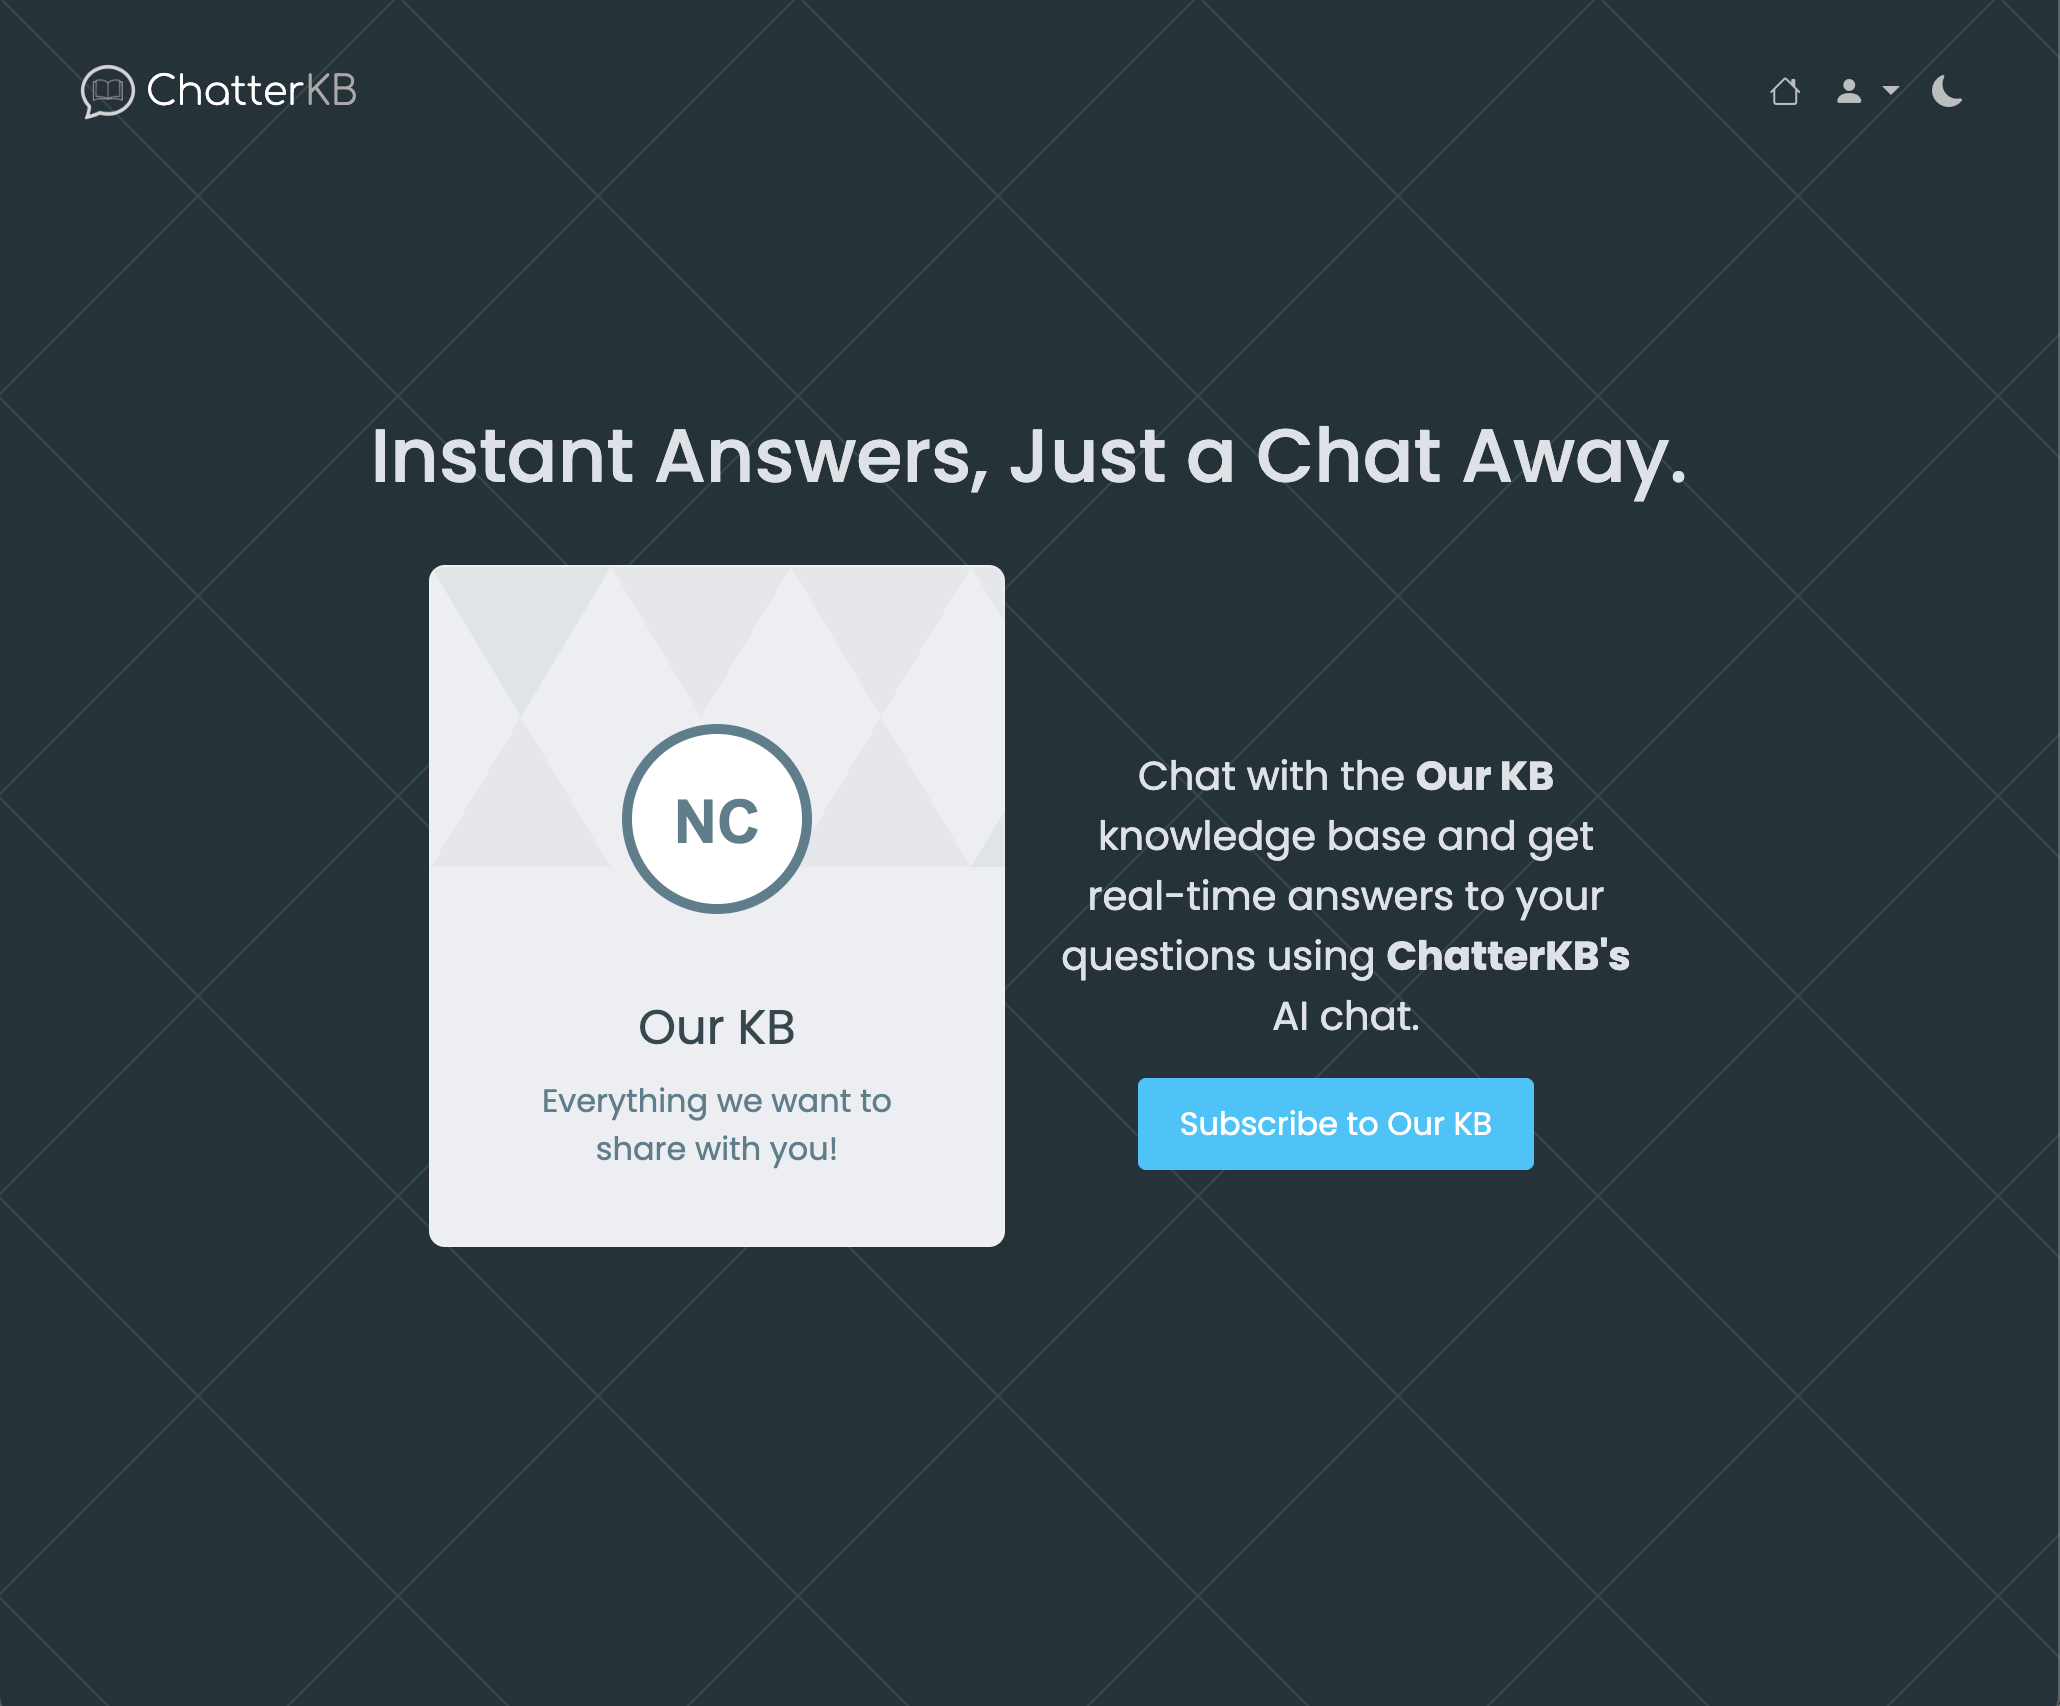 ChatterKB
Instant Answers, Just a Chat Away.
NC
Our KB
Everything we want to
share with you!
Chat with the Our KB
knowledge base and get
real-time answers to your
questions using ChatterKB's
AI chat.
Subscribe to Our KB